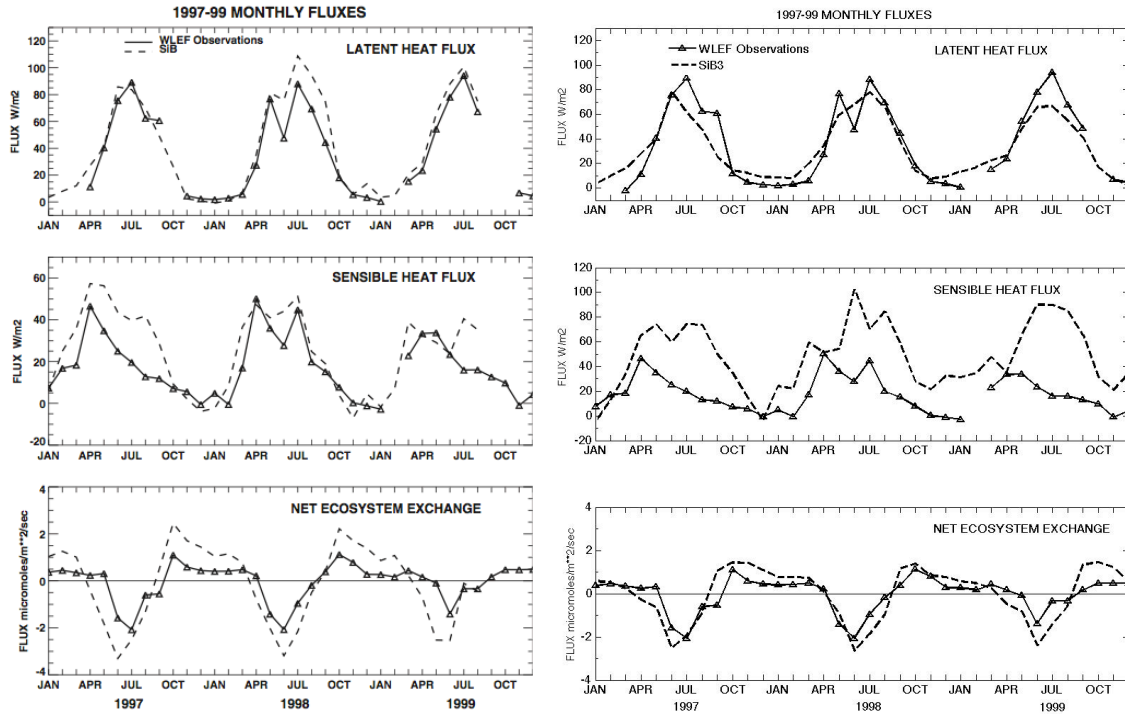 1997-99 MONTHLY FLUXES
WLEF Observations
SiB
LATENT HEAT FLUX
FLUX W/m2
120
100
80
60
40
20
0
JAN APR JUL OCT JAN APR JUL OCT JAN APR JUL OCT
SENSIBLE HEAT FLUX
FLUX W/m2
60
40
20
0
-20
JAN APR JUL OCT JAN APR JUL OCT JAN APR JUL OCT
NET ECOSYSTEM EXCHANGE
FLUX micromoles/m**2/sec
4
2
0
-2
-4
JAN APR JUL OCT JAN APR JUL OCT JAN APR JUL OCT
1997 1998 1999
1997-99 MONTHLY FLUXES
WLEF Observations
SiB3
LATENT HEAT FLUX
FLUX W/m2
120
100
80
60
40
20
0
JAN APR JUL OCT JAN APR JUL OCT JAN APR JUL OCT
SENSIBLE HEAT FLUX
FLUX W/m2
120
100
80
60
40
20
0
-20
JAN APR JUL OCT JAN APR JUL OCT JAN APR JUL OCT
NET ECOSYSTEM EXCHANGE
FLUX micromoles/m**2/sec
4
2
0
-2
-4
JAN APR JUL OCT JAN APR JUL OCT JAN APR JUL OCT
1997 1998 1999